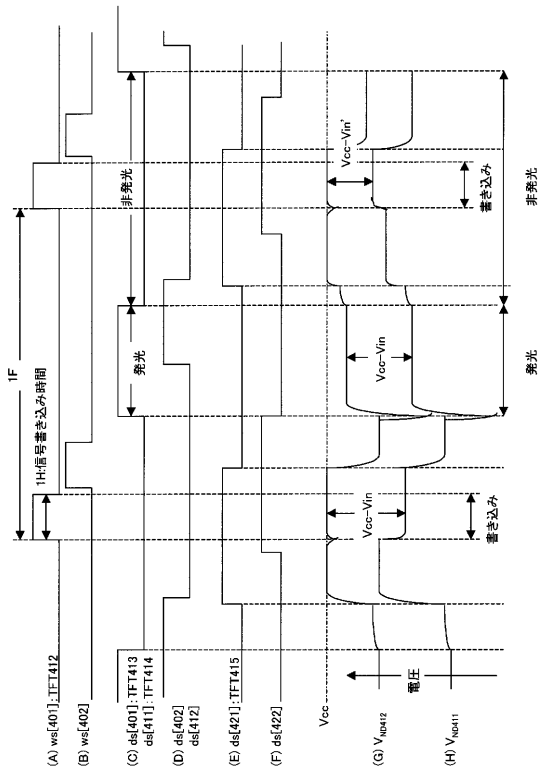 1F
1H:信号書き込み時間
(A) ws[401]:TFT412
(B) ws[402]
(C) ds[401]:TFT413
ds[411]:TFT414
発光
非発光
(D) ds[402]
ds[412]
(E) ds[421]:TFT415
(F) ds[422]
Vcc
Vcc-Vin
Vcc-Vin
Vcc-Vin'
(G) VND412
(H) VND411
電圧
書き込み
書き込み
発光
非発光